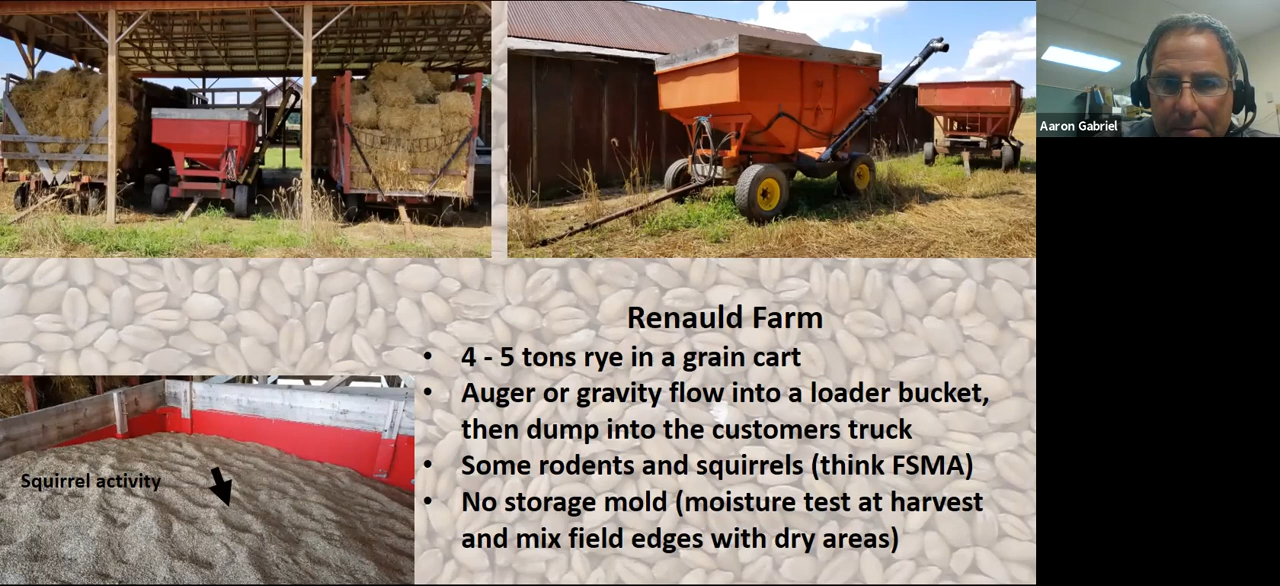 Aaron Gabriel
Renauld Farm
• 4 - 5 tons rye in a grain cart
• Auger or gravity flow into a loader bucket,
then dump into the customers truck
• Some rodents and squirrels (think FSMA)
• No storage mold (moisture test at harvest
and mix field edges with dry areas)
Squirrel activity